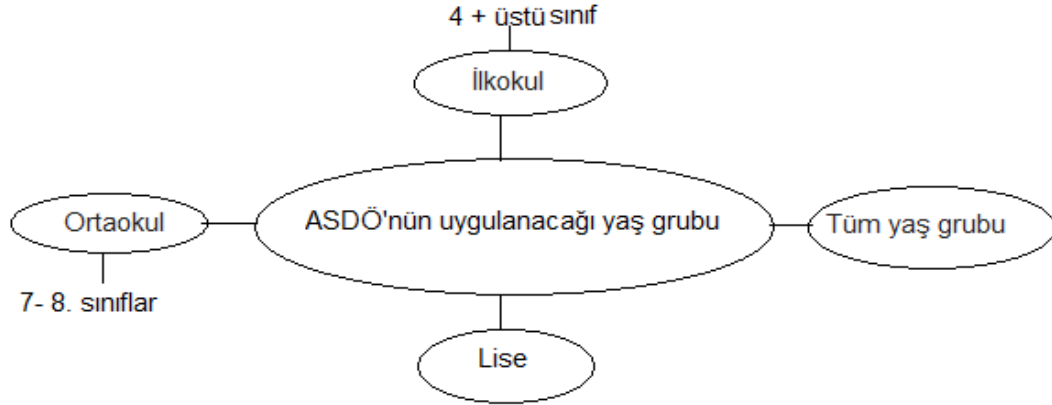 4 + üstü sınıf
İlkokul
Ortaokul
ASDÖ'nün uygulanacağı yaş grubu
Tüm yaş grubu
7- 8. sınıflar
Lise